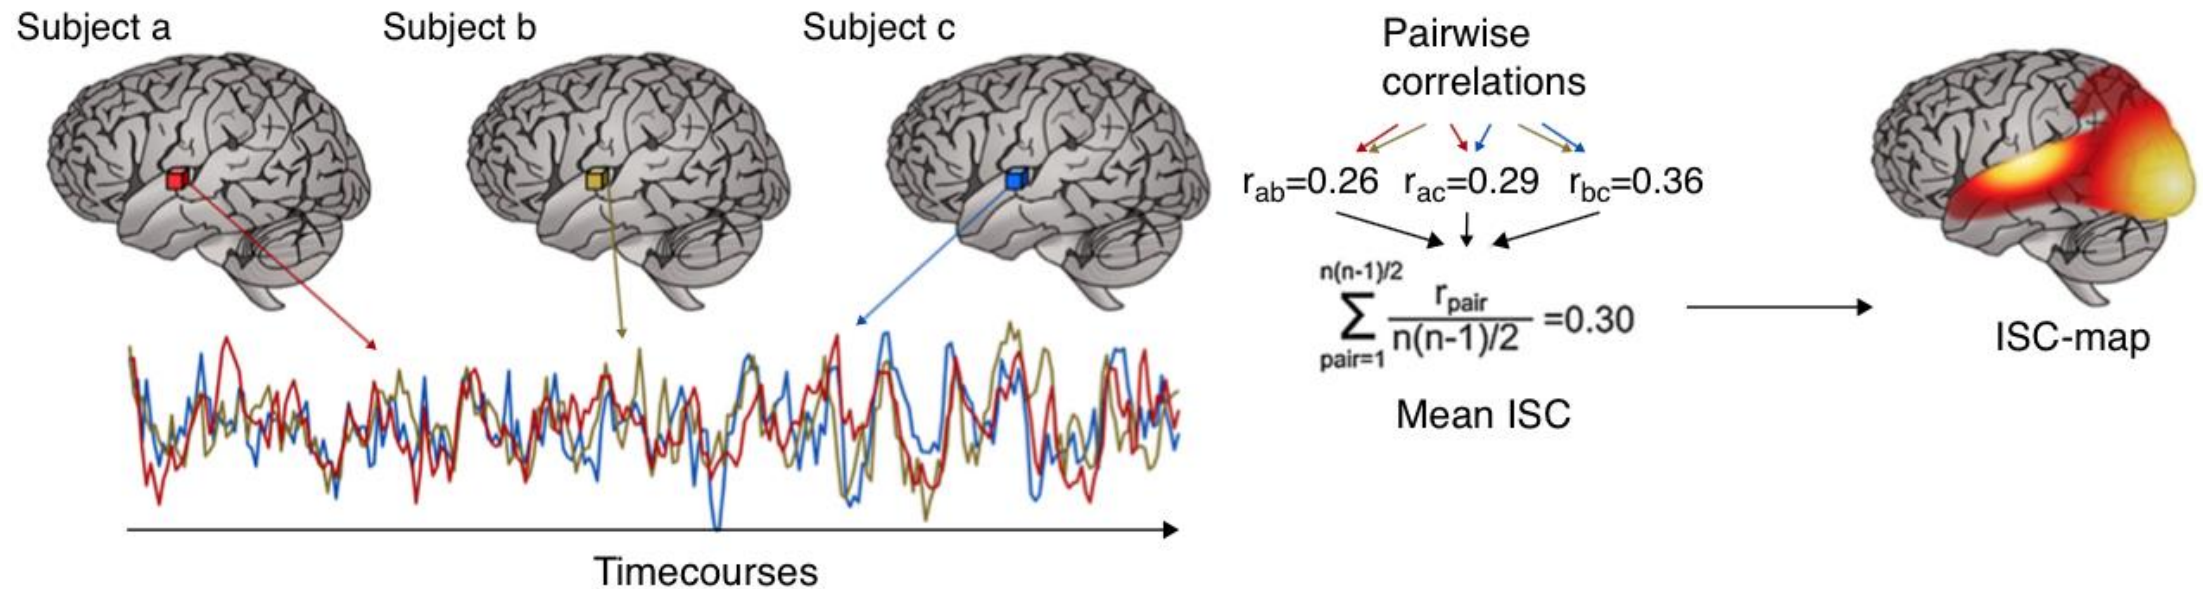 Subject a
Subject b
Subject c
Timecourses
Pairwise
correlations
r_ab=0.26 r_ac=0.29 r_bc=0.36
n(n-1)/2
Σ r_pair / n(n-1)/2 =0.30
pair=1
Mean ISC
ISC-map